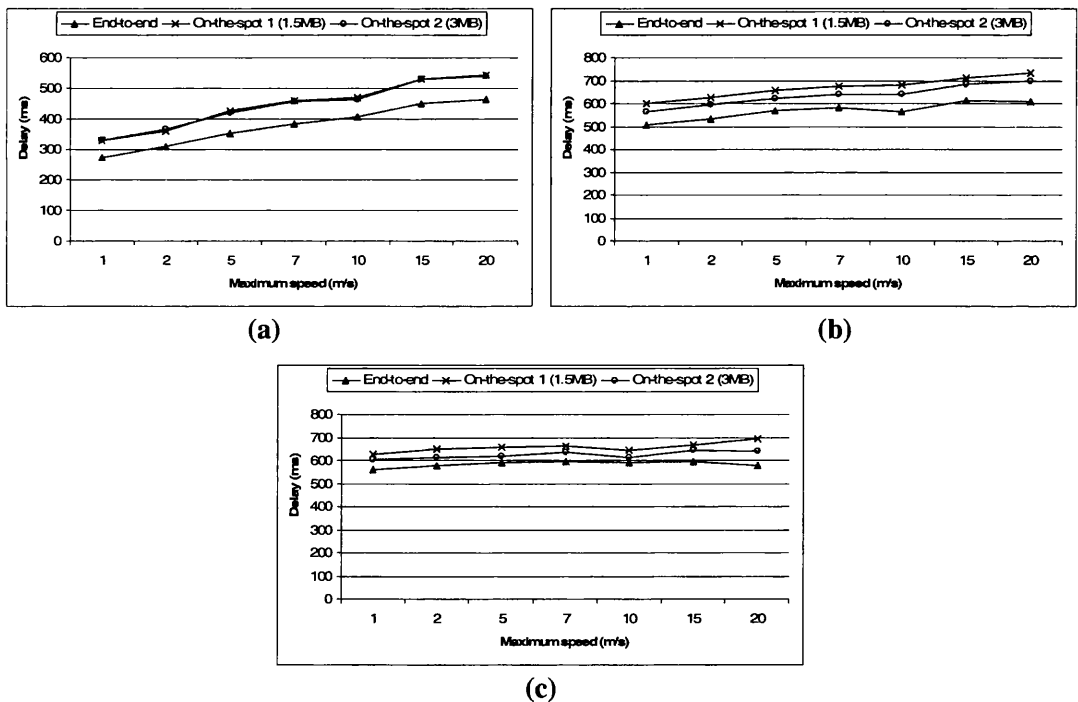 End-to-end On-the-spot 1 (1.5MB) On-the-spot 2 (3MB)
600
500
400
300
200
100
0
Delay (ms)
1 2 5 7 10 15 20
Maximum speed (m/s)
(a)
End-to-end On-the-spot 1 (1.5MB) On-the-spot 2 (3MB)
800
700
600
500
400
300
200
100
0
Delay (ms)
1 2 5 7 10 15 20
Maximum speed (m/s)
(b)
End-to-end On-the-spot 1 (1.5MB) On-the-spot 2 (3MB)
800
700
600
500
400
300
200
100
0
Delay (ms)
1 2 5 7 10 15 20
Maximum speed (m/s)
(c)